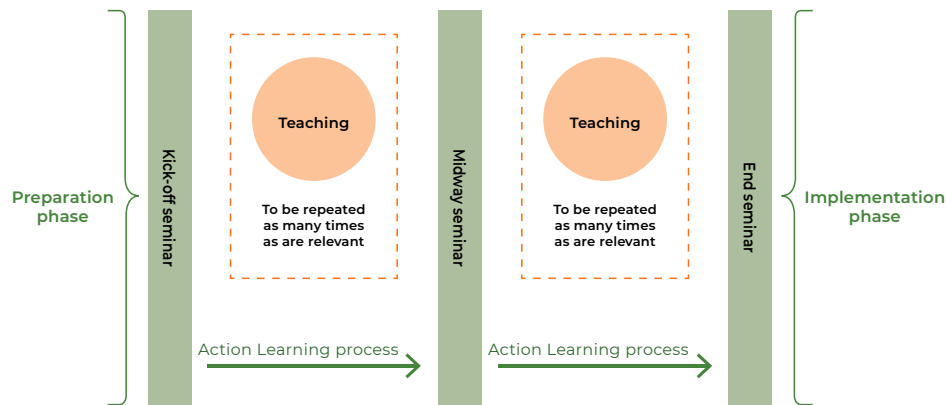 Preparation
phase
Kick-off seminar
Teaching
To be repeated
as many times
as are relevant
Action Learning process
Midway seminar
Teaching
To be repeated
as many times
as are relevant
Action Learning process
End seminar
Implementation
phase